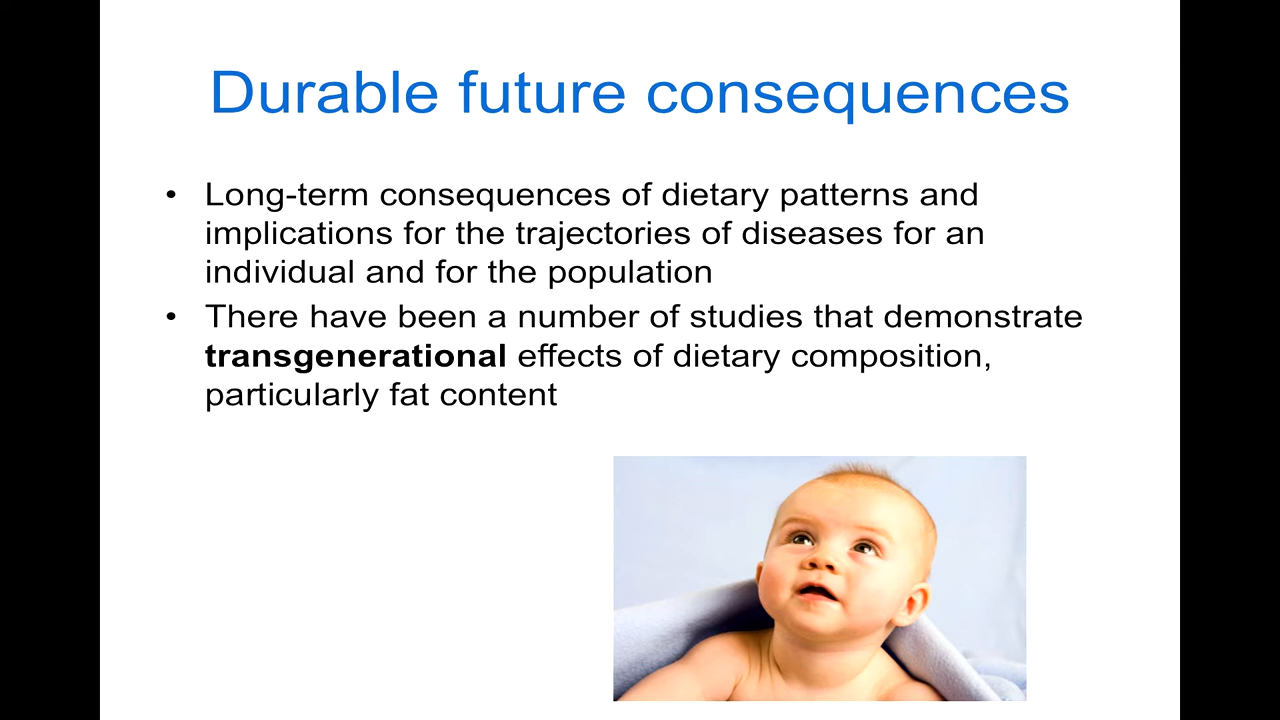 Durable future consequences
• Long-term consequences of dietary patterns and
implications for the trajectories of diseases for an
individual and for the population
• There have been a number of studies that demonstrate
transgenerational effects of dietary composition,
particularly fat content